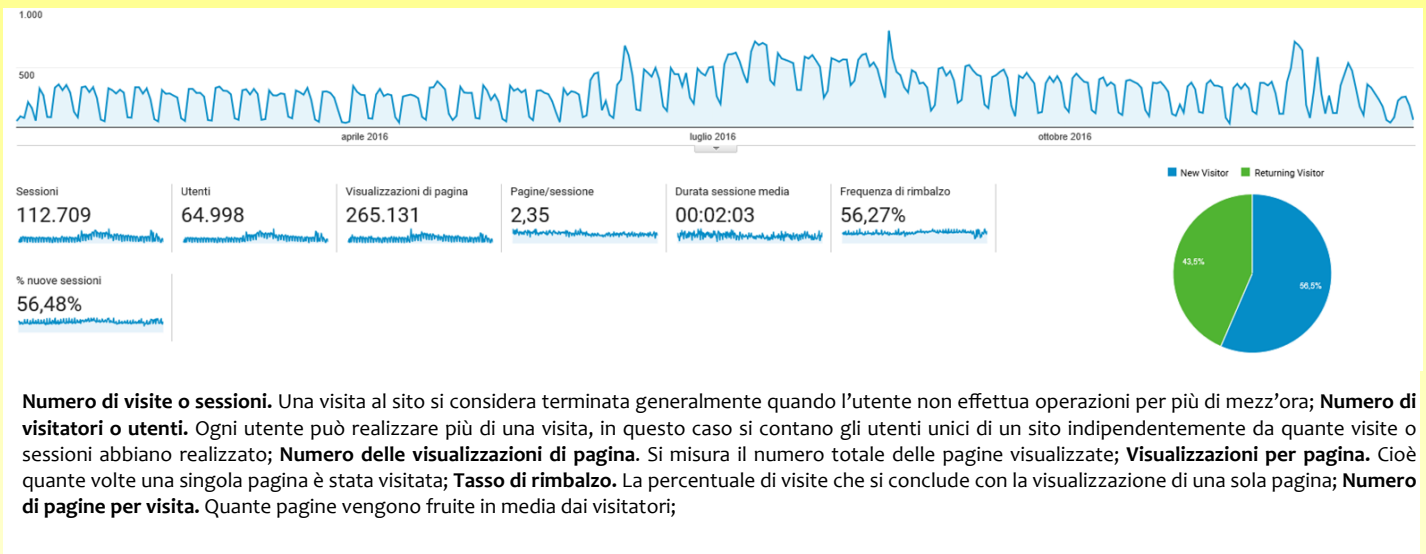 1.000
500
aprile 2016
luglio 2016
ottobre 2016
New Visitor
Returning Visitor
Sessioni
112.709
Utenti
64.998
Visualizzazioni di pagina
265.131
Pagine/sessione
2,35
Durata sessione media
00:02:03
Frequenza di rimbalzo
56,27%
% nuove sessioni
56,48%
43,5%
56,5%
Numero di visite o sessioni. Una visita al sito si considera terminata generalmente quando l’utente non effettua operazioni per più di mezz'ora; Numero di
visitatori o utenti. Ogni utente può realizzare più di una visita, in questo caso si contano gli utenti unici di un sito indipendentemente da quante visite o
sessioni abbiano realizzato; Numero delle visualizzazioni di pagina. Si misura il numero totale delle pagine visualizzate; Visualizzazioni per pagina. Cioè
quante volte una singola pagina è stata visitata; Tasso di rimbalzo. La percentuale di visite che si conclude con la visualizzazione di una sola pagina; Numero
di pagine per visita. Quante pagine vengono fruite in media dai visitatori;